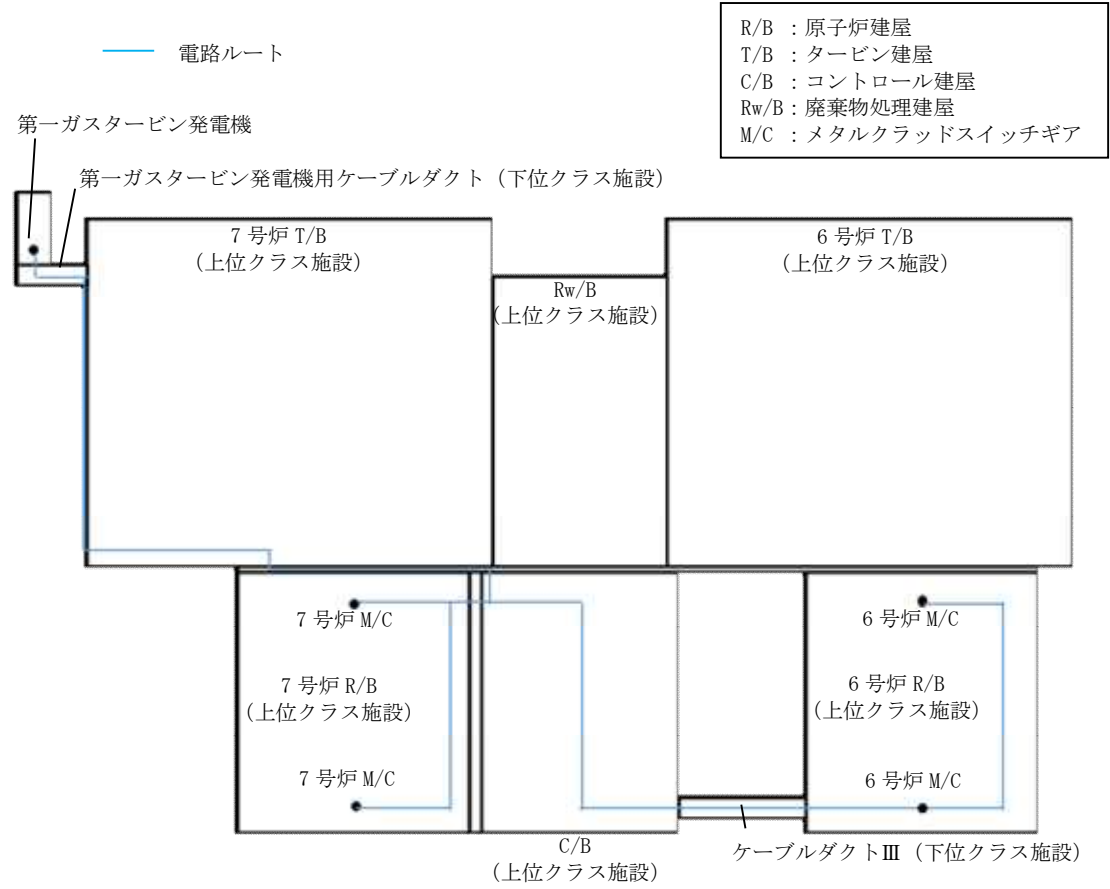 R/B ：原子炉建屋
T/B ：タービン建屋
C/B ：コントロール建屋
Rw/B：廃棄物処理建屋
M/C ：メタルクラッドスイッチギア
電路ルート
第一ガスタービン発電機
第一ガスタービン発電機用ケーブルダクト（下位クラス施設）
7 号炉 T/B
（上位クラス施設）
6 号炉 T/B
（上位クラス施設）
Rw/B
（上位クラス施設）
7 号炉 M/C
6 号炉 M/C
7 号炉 R/B
（上位クラス施設）
6 号炉 R/B
（上位クラス施設）
7 号炉 M/C
6 号炉 M/C
C/B
（上位クラス施設）
ケーブルダクトⅢ（下位クラス施設）